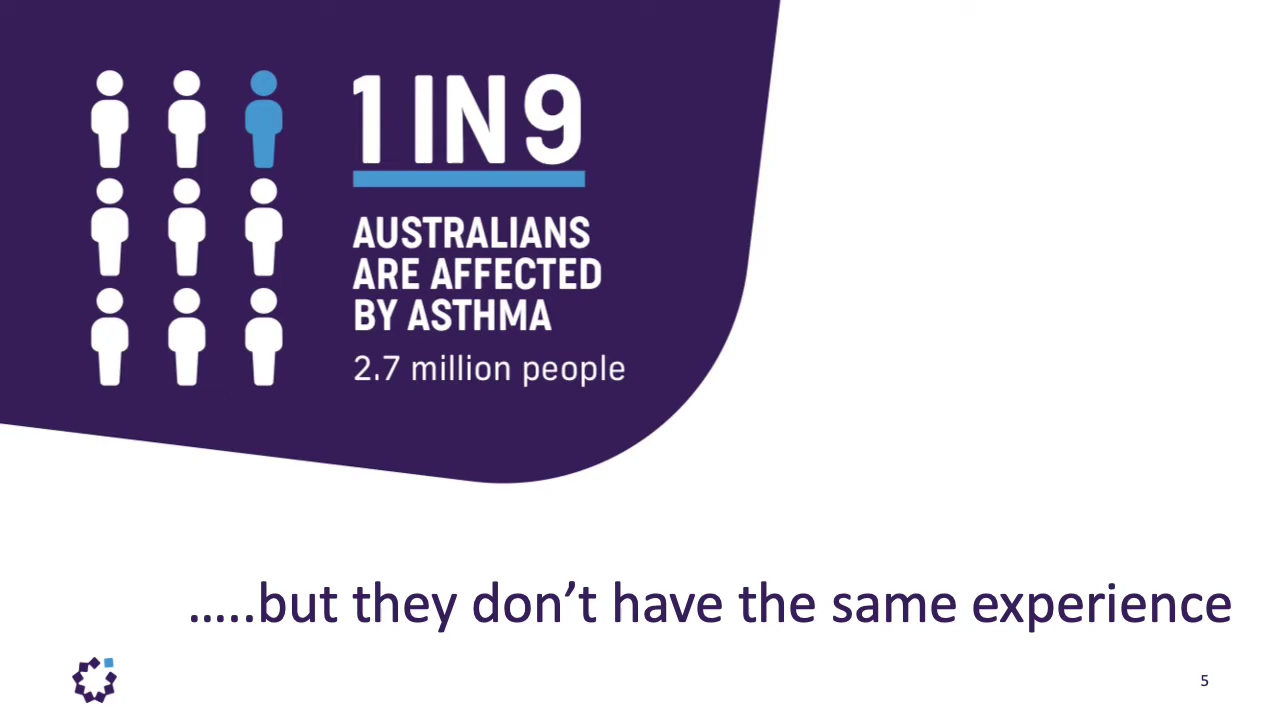 1 IN 9
AUSTRALIANS
ARE AFFECTED
BY ASTHMA
2.7 million people
…..but they don’t have the same experience
5